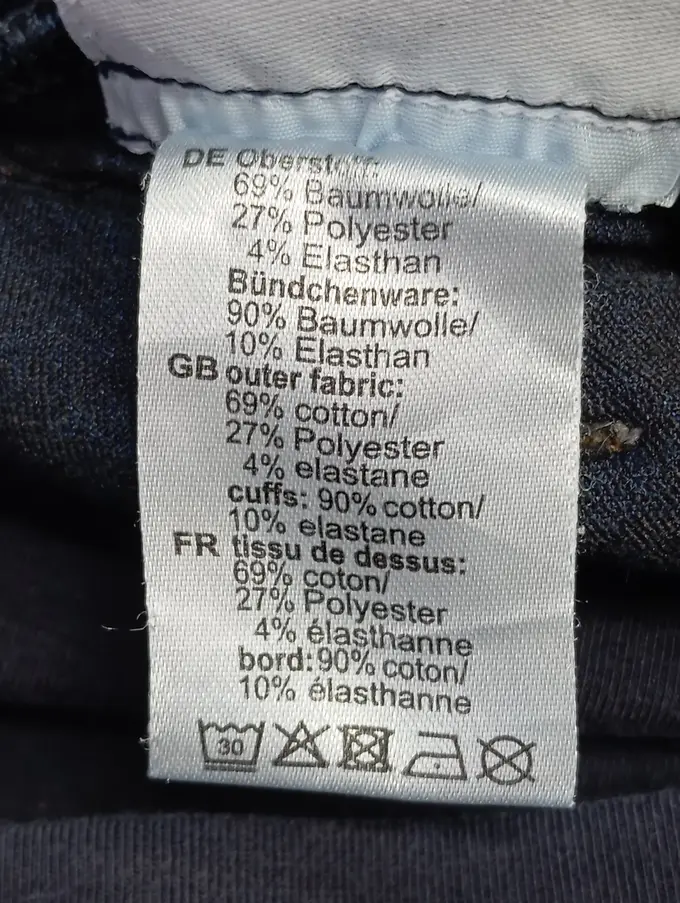 DE Oberstoff:
69% Baumwolle/
27% Polyester
4% Elasthan
Bündchenware:
90% Baumwolle/
10% Elasthan
GB outer fabric:
69% cotton/
27% Polyester
4% elastane
cuffs: 90% cotton/
10% elastane
FR tissu de dessus:
69% coton/
27% Polyester
4% élasthanne
bord: 90% coton/
10% élasthanne
30